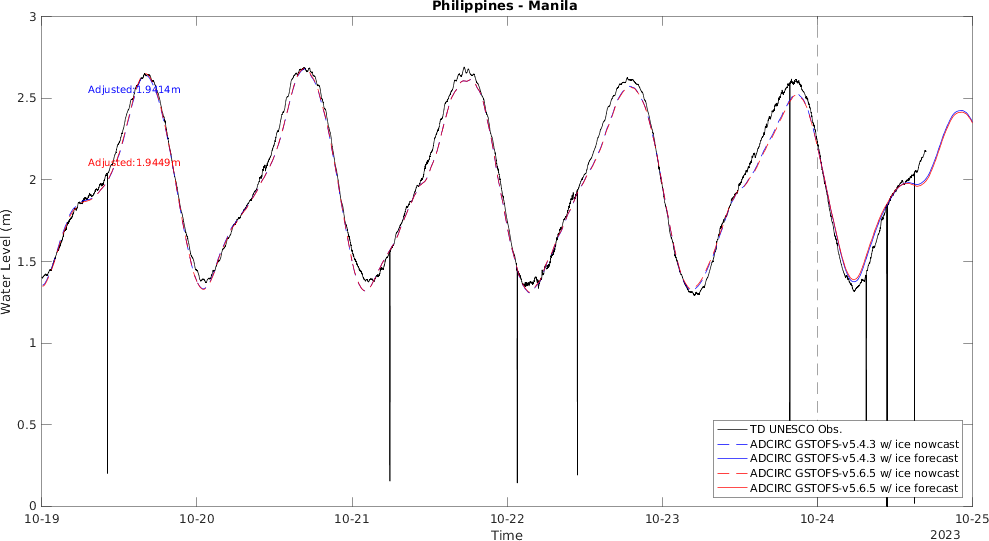 Philippines - Manila
3
2.5
2
1.5
1
0.5
0
Water Level (m)
Adjusted:1.9414m
Adjusted:1.9449m
TD UNESCO Obs.
ADCIRC GSTOFS-v5.4.3 w/ ice nowcast
ADCIRC GSTOFS-v5.4.3 w/ ice forecast
ADCIRC GSTOFS-v5.6.5 w/ ice nowcast
ADCIRC GSTOFS-v5.6.5 w/ ice forecast
10-19 10-20 10-21 10-22 10-23 10-24 10-25
Time
2023